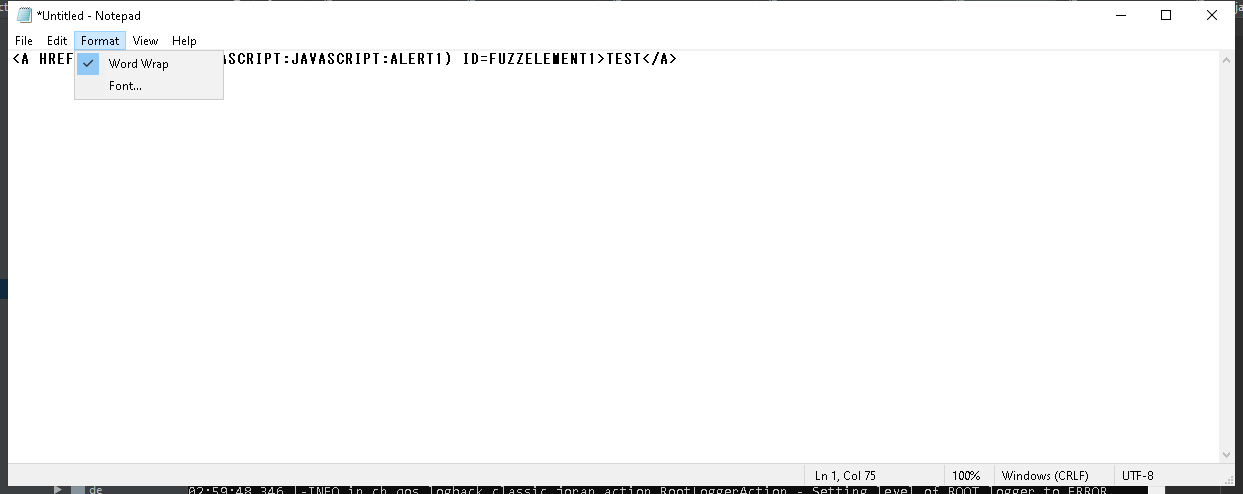 *Untitled - Notepad
File Edit Format View Help
<A HREF ASCRIPT:JAVASCRIPT:ALERT1) ID=FUZZELEMENT1>TEST</A>
Word Wrap
Font...
Ln 1, Col 75 100% Windows (CRLF) UTF-8
de 02:59:48,346 |-INFO in ch.qos.logback.classic.joran.action.RootLoggerAction - Setting level of ROOT logger to ERROR